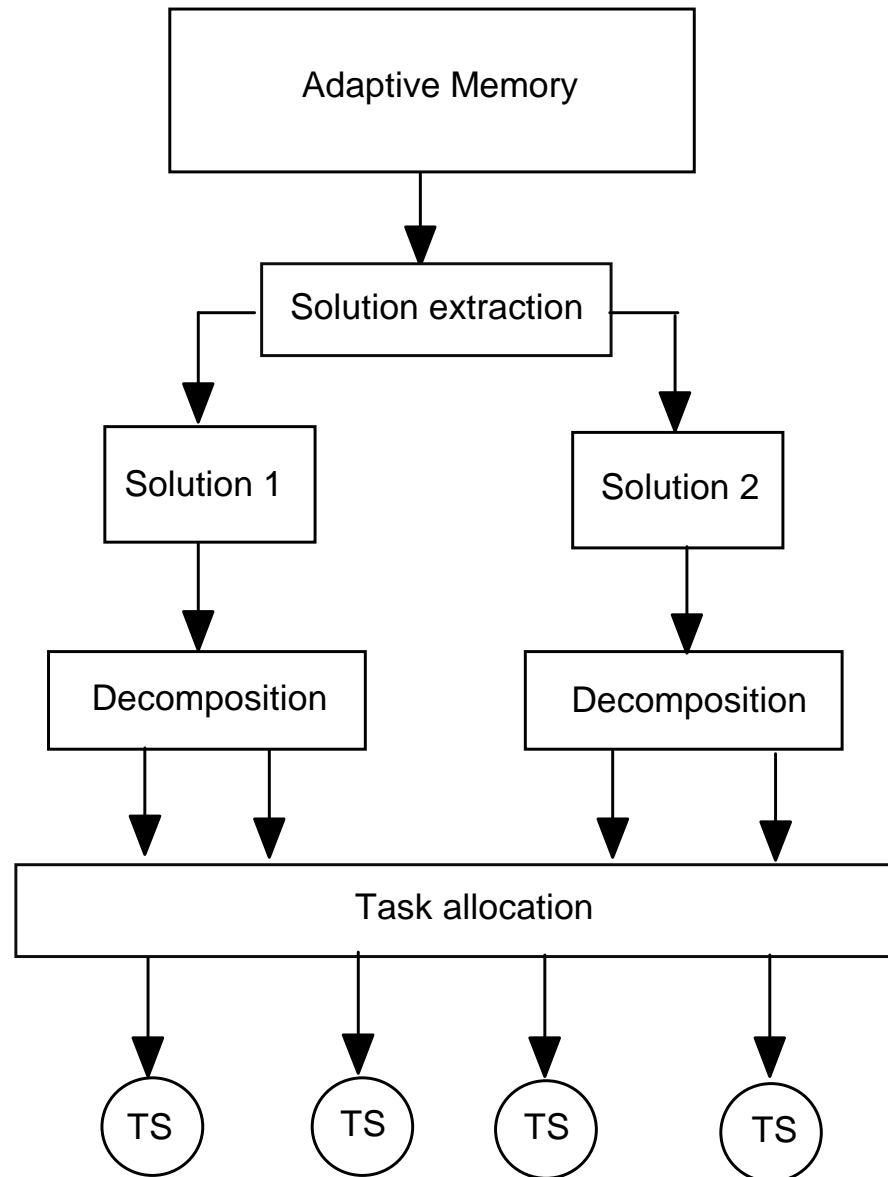 Adaptive Memory
Solution extraction
Solution 1
Solution 2
Decomposition
Decomposition
Task allocation
TS
TS
TS
TS